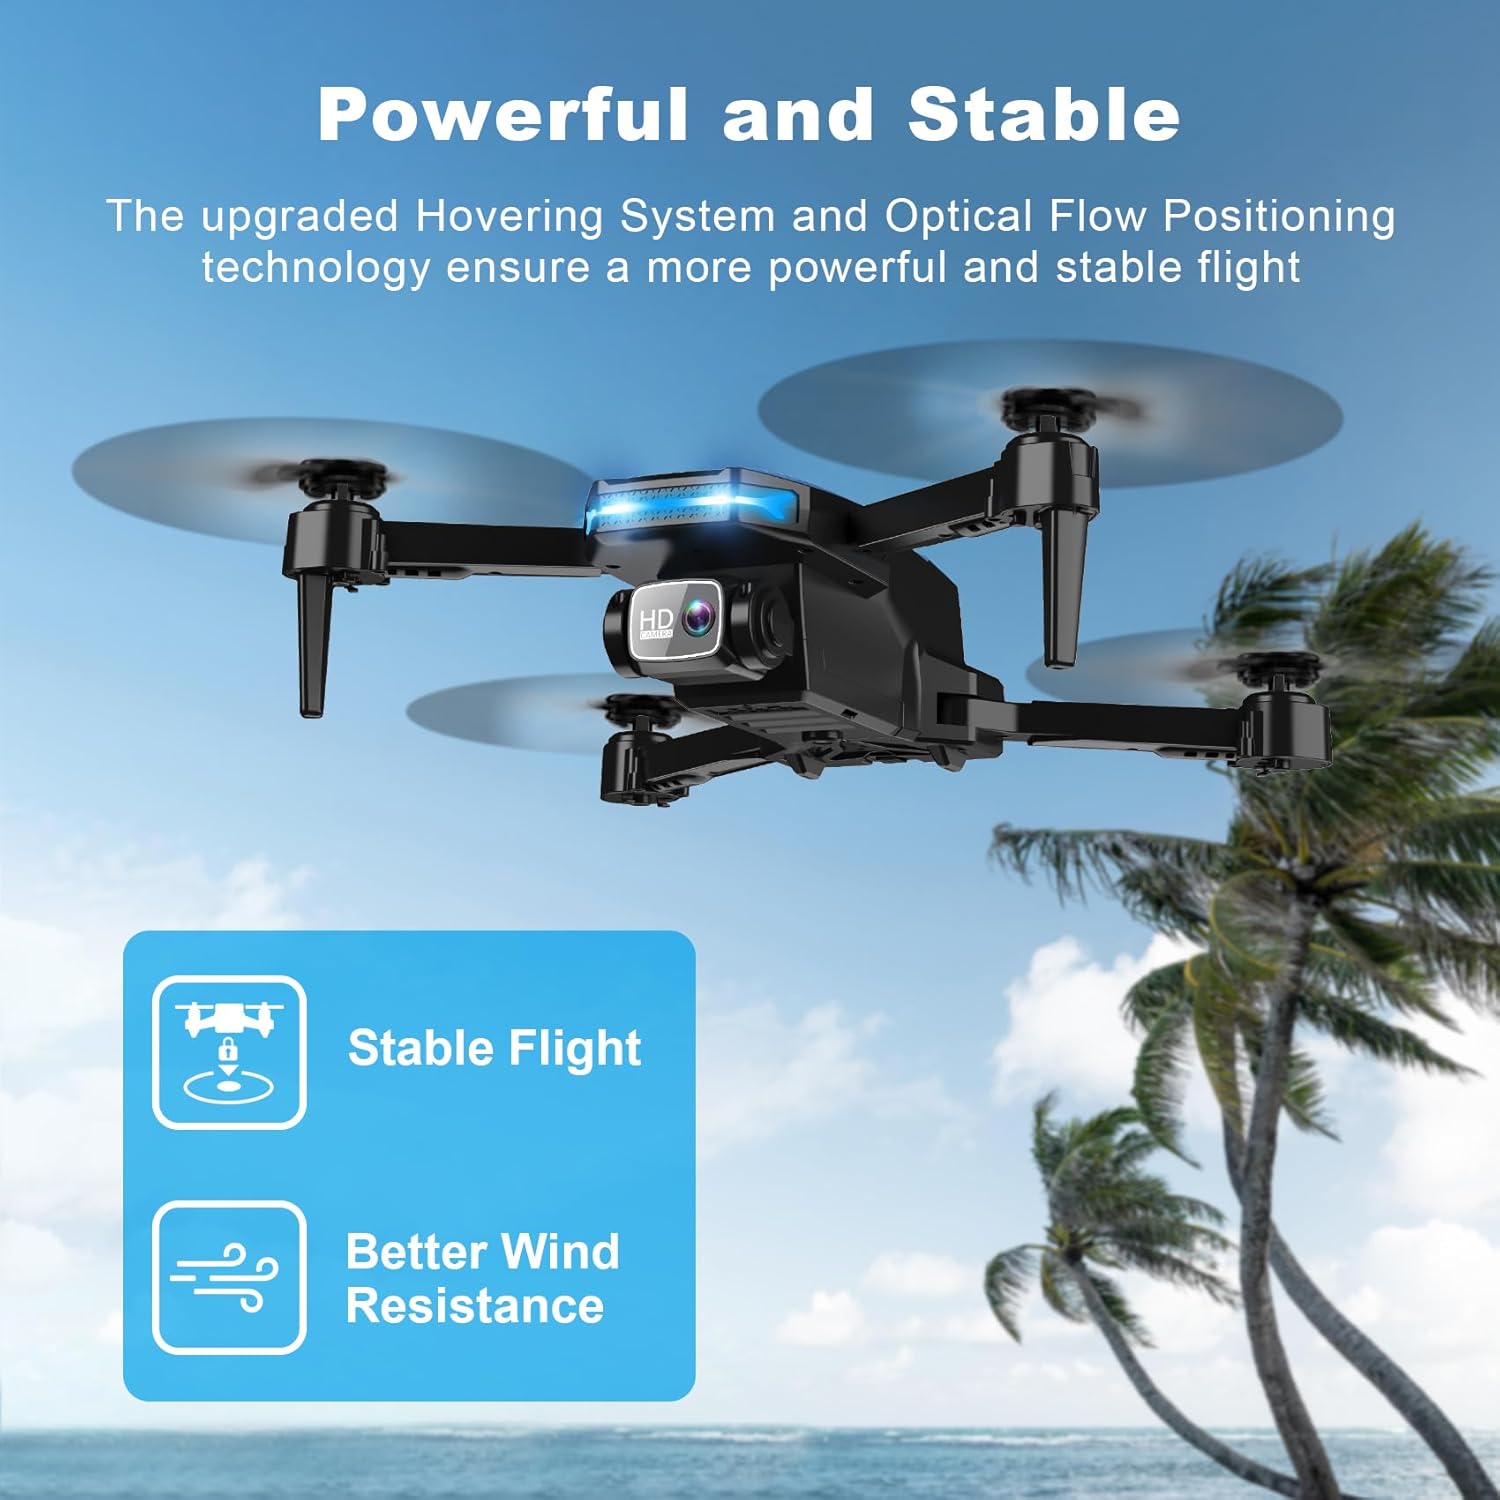 Powerful and Stable
The upgraded Hovering System and Optical Flow Positioning
technology ensure a more powerful and stable flight
HD
CAMERA
Stable Flight
Better Wind
Resistance